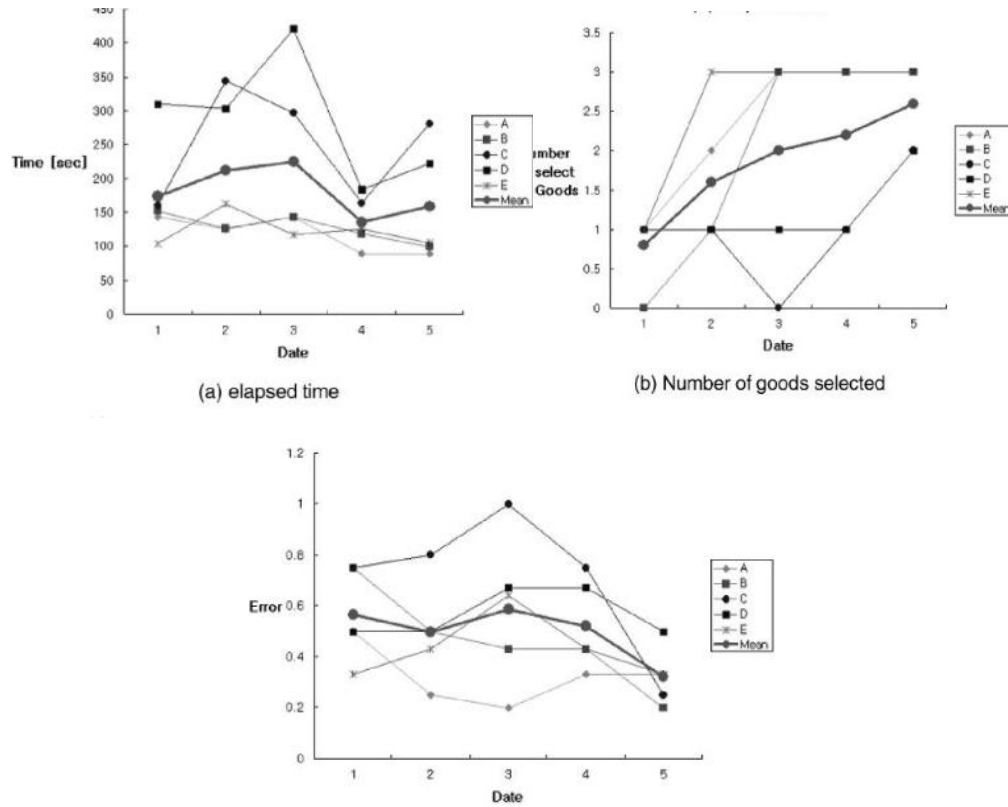 450
400
350
300
250
200
150
100
50
0
Time [sec]
1 2 3 4 5
Date
A
B
C
D
E
Mean
(a) elapsed time
3.5
3
2.5
2
1.5
1
0.5
0
umber
select
Goods
1 2 3 4 5
Date
A
B
C
D
E
Mean
(b) Number of goods selected
1.2
1
0.8
0.6
0.4
0.2
0
Error
1 2 3 4 5
Date
A
B
C
D
E
Mean